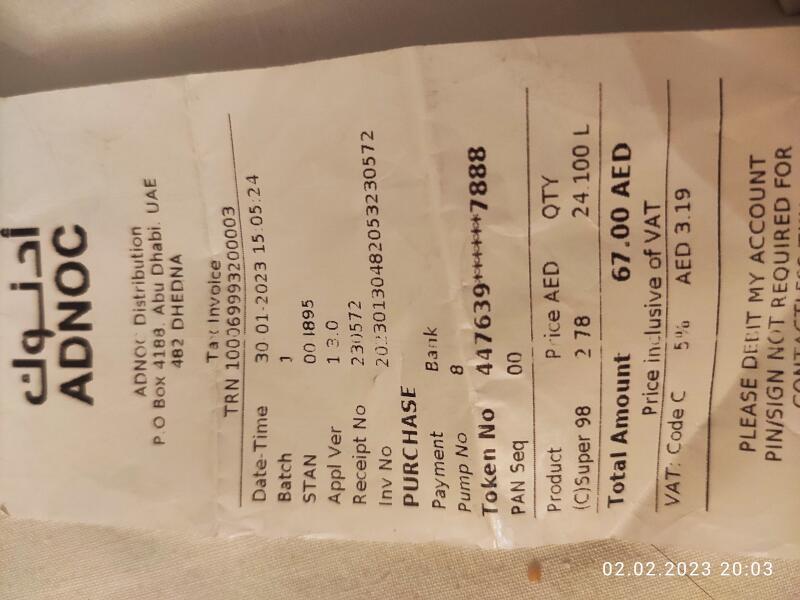 أدنوك
ADNOC
ADNOC Distribution
P.O Box 4188, Abu Dhabi, UAE
482 DHEDNA
Tax Invoice
TRN 100069993200003
Date-Time 30-01-2023 15:05:24
Batch 1
STAN 001895
Appl Ver 1.3.0
Receipt No 230572
Inv No 20230130482053230572
PURCHASE
Payment Bank
Pump No 8
Token No 447639******7888
PAN Seq 00
Product Price AED QTY
(C)Super 98 2.78 24.100 L
Total Amount 67.00 AED
Price inclusive of VAT
VAT: Code C 5% AED 3.19
PLEASE DEBIT MY ACCOUNT
PIN/SIGN NOT REQUIRED FOR
02.02.2023 20:03